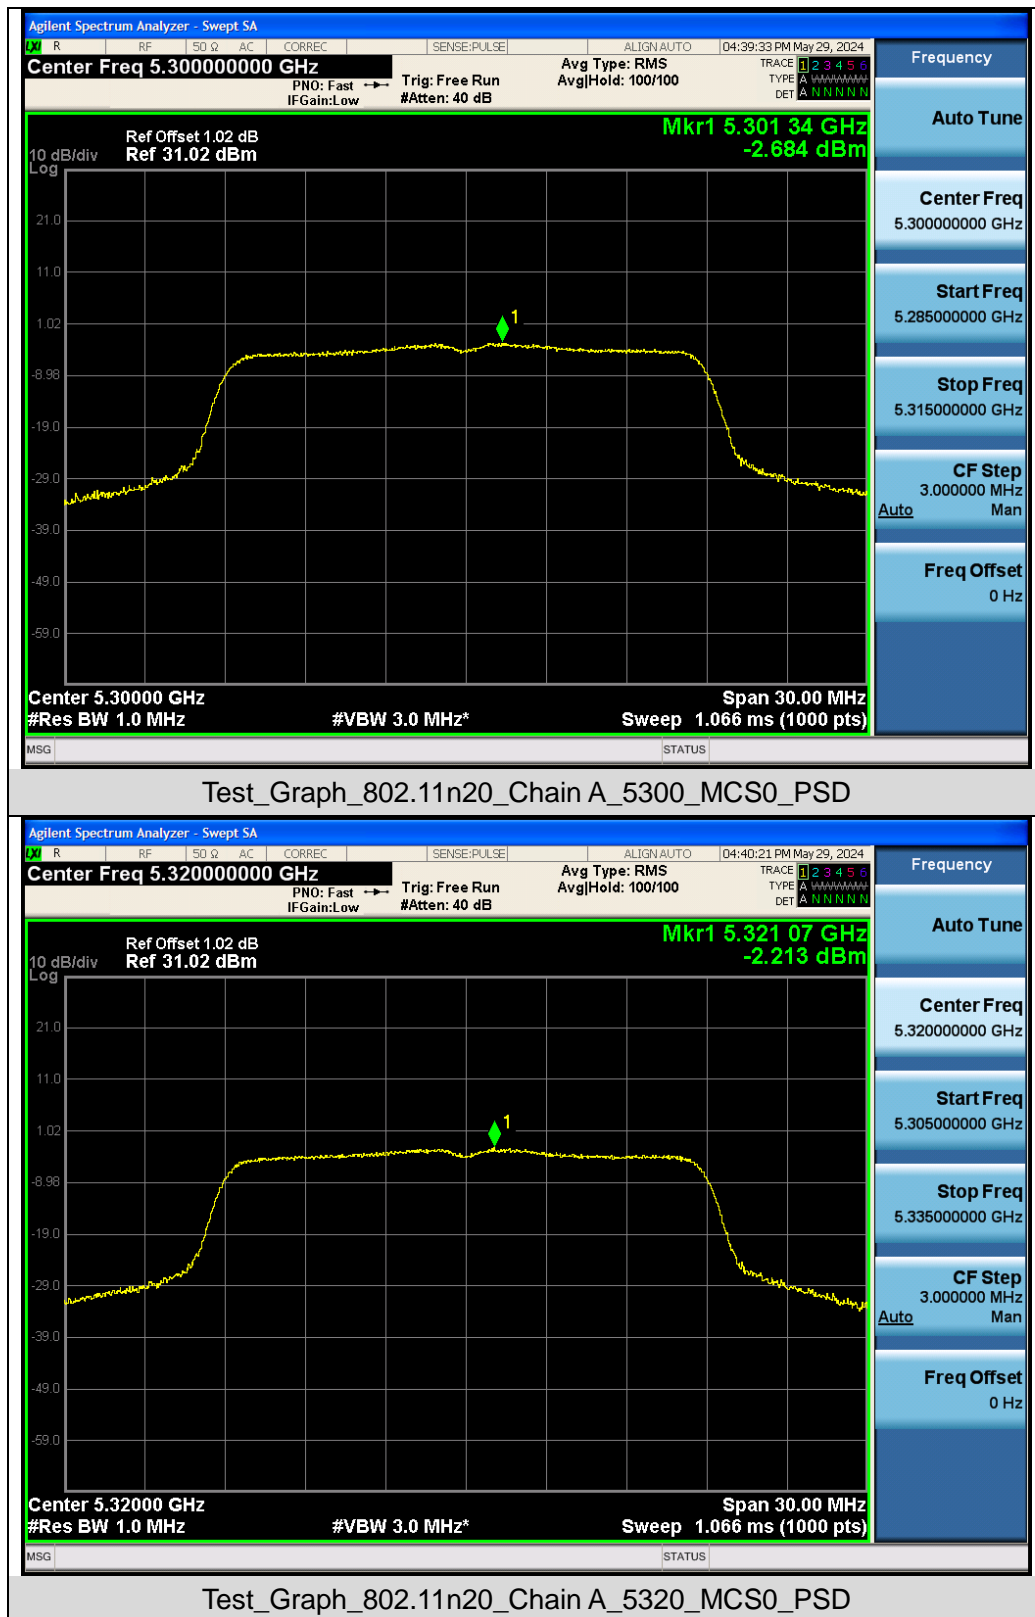 Agilent Spectrum Analyzer - Swept SA
LXI R RF 50 Ω AC CORREC SENSE:PULSE ALIGN AUTO 04:39:33 PM May 29, 2024
Center Freq 5.300000000 GHz
PNO: Fast
IFGain:Low
Trig: Free Run
#Atten: 40 dB
Avg Type: RMS
Avg|Hold: 100/100
TRACE 1 2 3 4 5 6
TYPE A WWWWW
DET A N N N N N
Ref Offset 1.02 dB
10 dB/div Ref 31.02 dBm
Log
Mkr1 5.301 34 GHz
-2.684 dBm
21.0
11.0
1.02
-8.98
-19.0
-29.0
-39.0
-49.0
-59.0
1
Center 5.30000 GHz Span 30.00 MHz
#Res BW 1.0 MHz #VBW 3.0 MHz* Sweep 1.066 ms (1000 pts)
MSG STATUS
Frequency
Auto Tune
Center Freq
5.300000000 GHz
Start Freq
5.285000000 GHz
Stop Freq
5.315000000 GHz
CF Step
3.000000 MHz
Auto Man
Freq Offset
0 Hz
Test_Graph_802.11n20_Chain A_5300_MCS0_PSD
Agilent Spectrum Analyzer - Swept SA
LXI R RF 50 Ω AC CORREC SENSE:PULSE ALIGN AUTO 04:40:21 PM May 29, 2024
Center Freq 5.320000000 GHz
PNO: Fast
IFGain:Low
Trig: Free Run
#Atten: 40 dB
Avg Type: RMS
Avg|Hold: 100/100
TRACE 1 2 3 4 5 6
TYPE A WWWWW
DET A N N N N N
Ref Offset 1.02 dB
10 dB/div Ref 31.02 dBm
Log
Mkr1 5.321 07 GHz
-2.213 dBm
21.0
11.0
1.02
-8.98
-19.0
-29.0
-39.0
-49.0
-59.0
1
Center 5.32000 GHz Span 30.00 MHz
#Res BW 1.0 MHz #VBW 3.0 MHz* Sweep 1.066 ms (1000 pts)
MSG STATUS
Frequency
Auto Tune
Center Freq
5.320000000 GHz
Start Freq
5.305000000 GHz
Stop Freq
5.335000000 GHz
CF Step
3.000000 MHz
Auto Man
Freq Offset
0 Hz
Test_Graph_802.11n20_Chain A_5320_MCS0_PSD